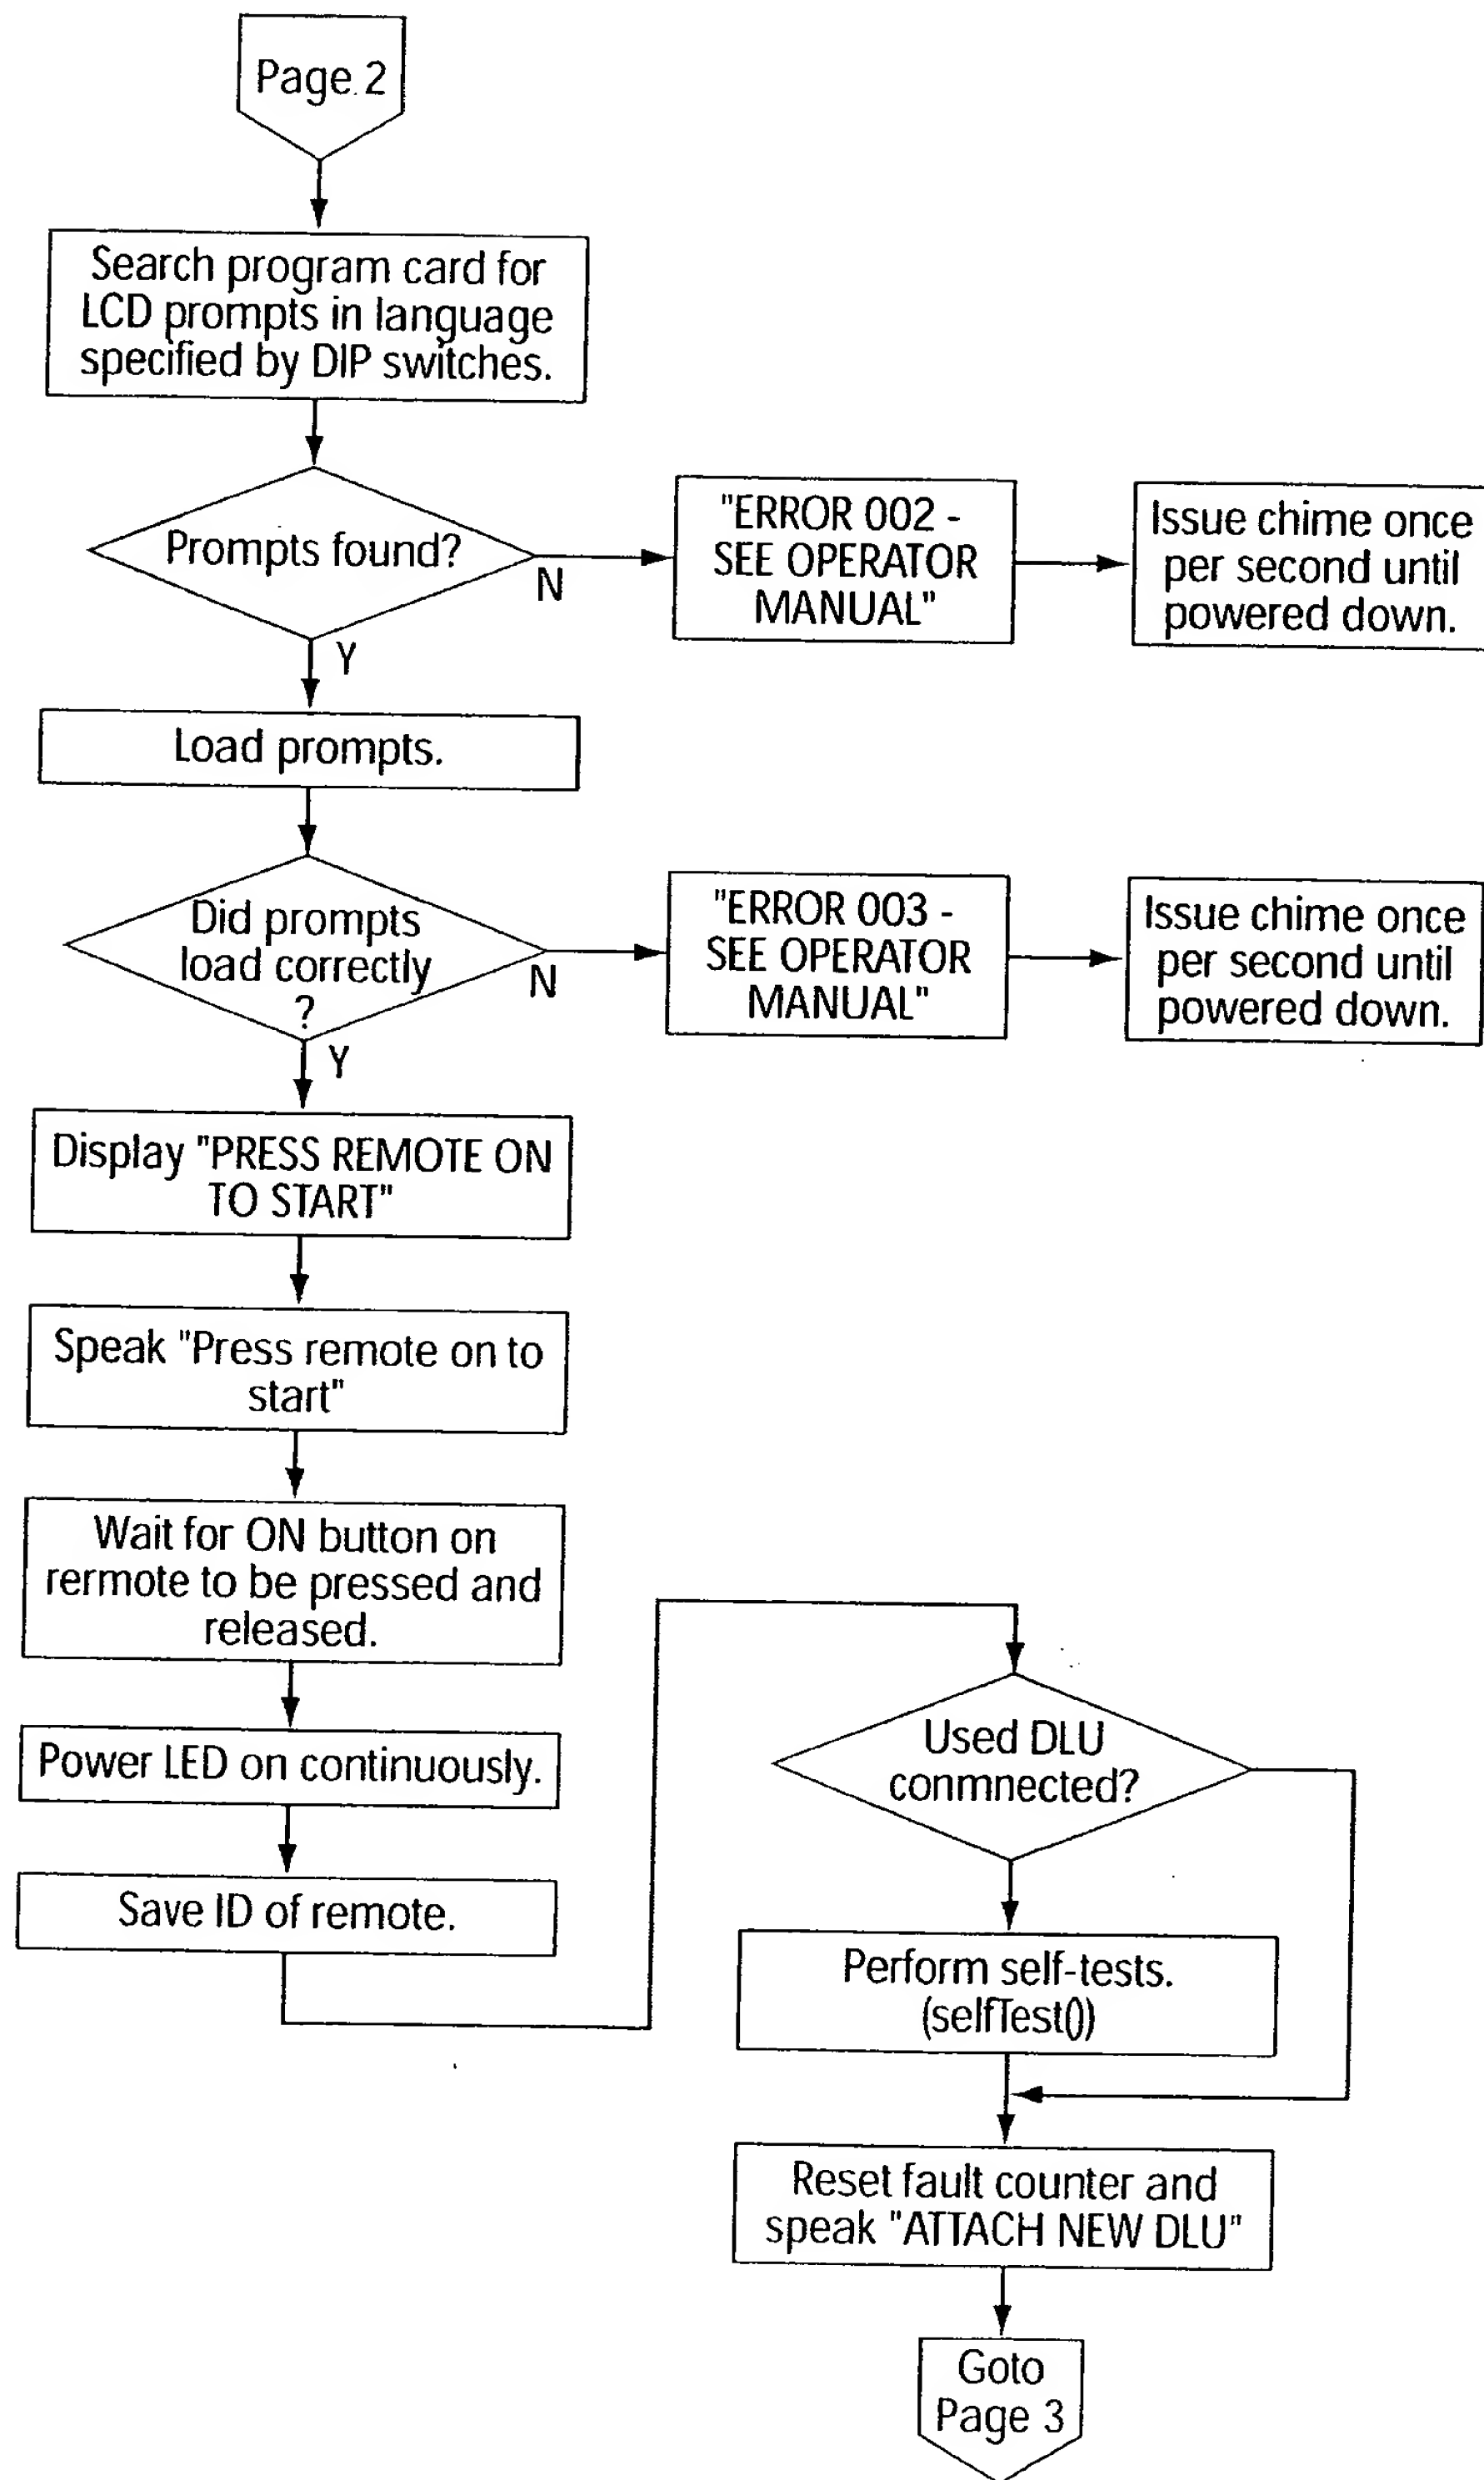 Page 2
Search program card for
LCD prompts in language
specified by DIP switches.
Prompts found?
N
"ERROR 002 -
SEE OPERATOR
MANUAL"
Issue chime once
per second until
powered down.
Y
Load prompts.
Did prompts
load correctly
?
N
"ERROR 003 -
SEE OPERATOR
MANUAL"
Issue chime once
per second until
powered down.
Y
Display "PRESS REMOTE ON
TO START"
Speak "Press remote on to
start"
Wait for ON button on
rermote to be pressed and
released.
Power LED on continuously.
Save ID of remote.
Used DLU
conmnected?
Perform self-tests.
(selfTest())
Reset fault counter and
speak "ATTACH NEW DLU"
Goto
Page 3